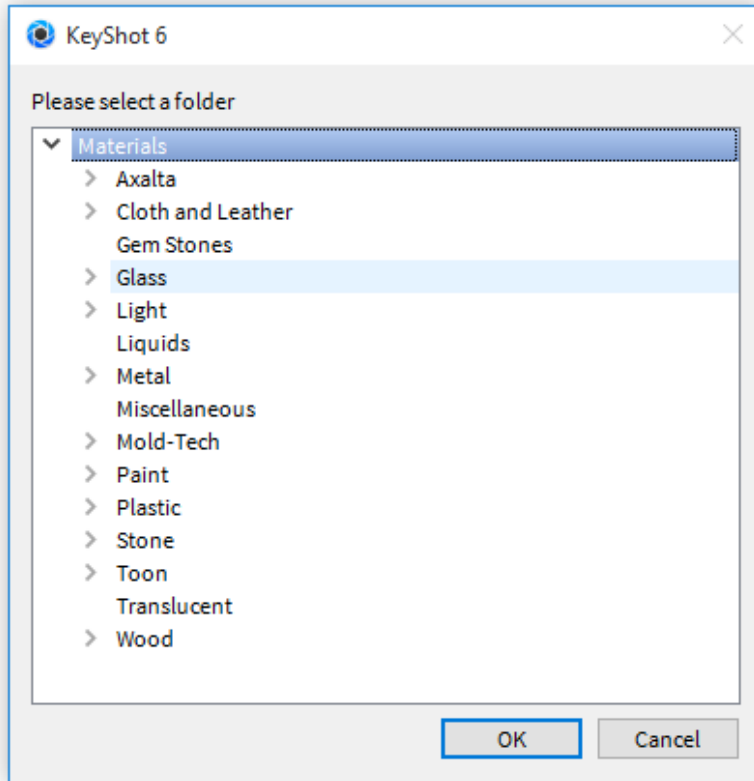 KeyShot 6
Please select a folder
Materials
Axalta
Cloth and Leather
Gem Stones
Glass
Light
Liquids
Metal
Miscellaneous
Mold-Tech
Paint
Plastic
Stone
Toon
Translucent
Wood
OK Cancel